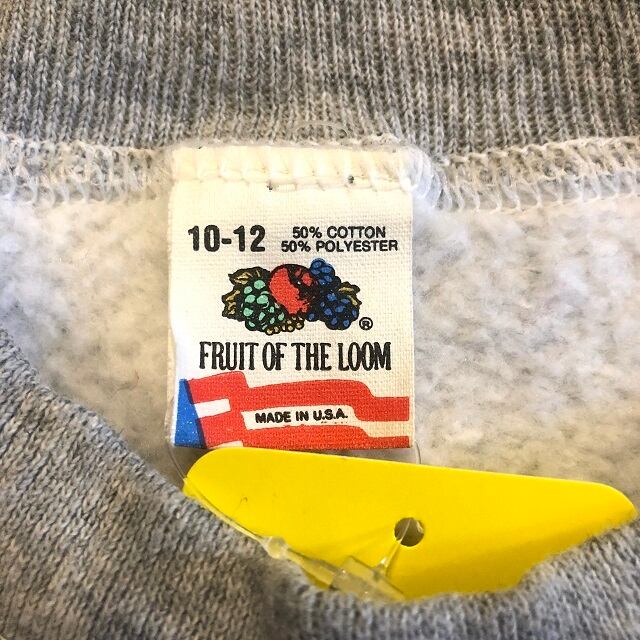 10-12
50% COTTON
50% POLYESTER
®
FRUIT OF THE LOOM
MADE IN U.S.A.